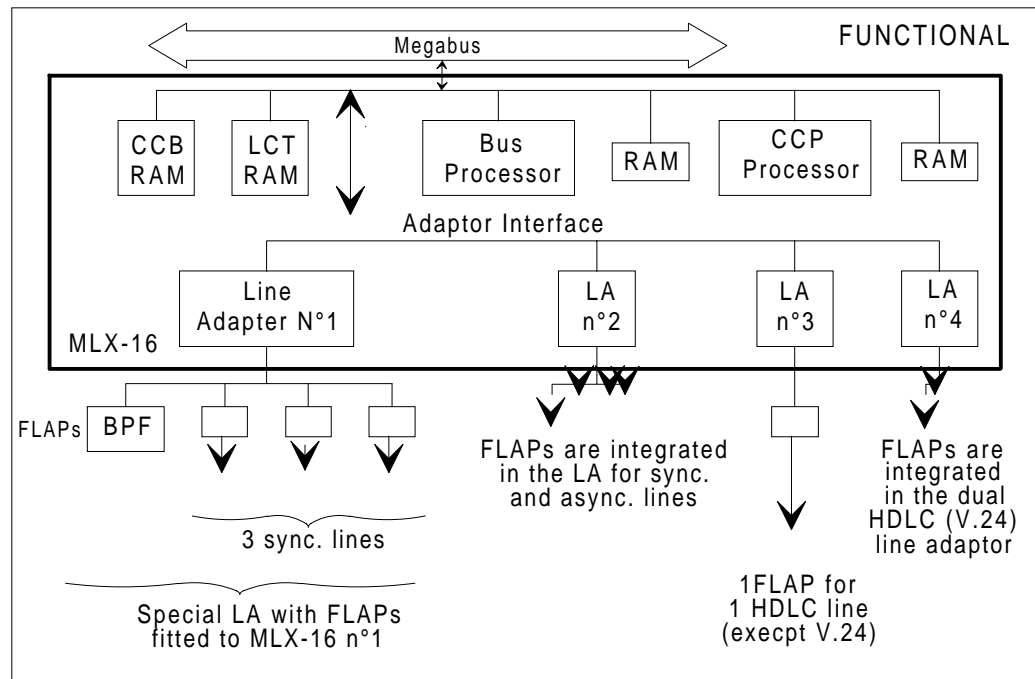 FUNCTIONAL
Megabus
CCB
RAM
LCT
RAM
Bus
Processor
RAM
CCP
Processor
RAM
Adaptor Interface
Line
Adapter N°1
LA
n°2
LA
n°3
LA
n°4
MLX-16
FLAPs
BPF
FLAPs are integrated
in the LA for sync.
and async. lines
FLAPs are
integrated
in the dual
HDLC (V.24)
line adaptor
3 sync. lines
1FLAP for
1 HDLC line
(execpt V.24)
Special LA with FLAPs
fitted to MLX-16 n°1